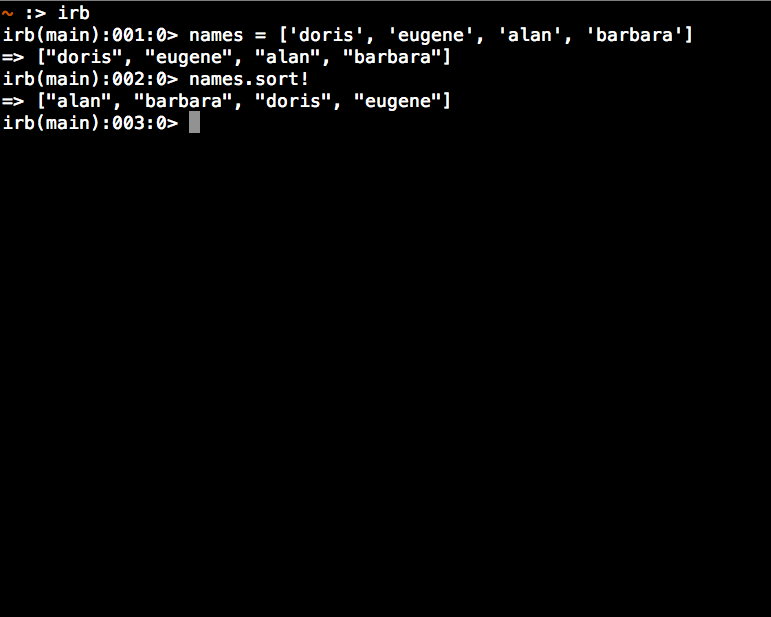 ~ :> irb
irb(main):001:0> names = ['doris', 'eugene', 'alan', 'barbara']
=> ["doris", "eugene", "alan", "barbara"]
irb(main):002:0> names.sort!
=> ["alan", "barbara", "doris", "eugene"]
irb(main):003:0>